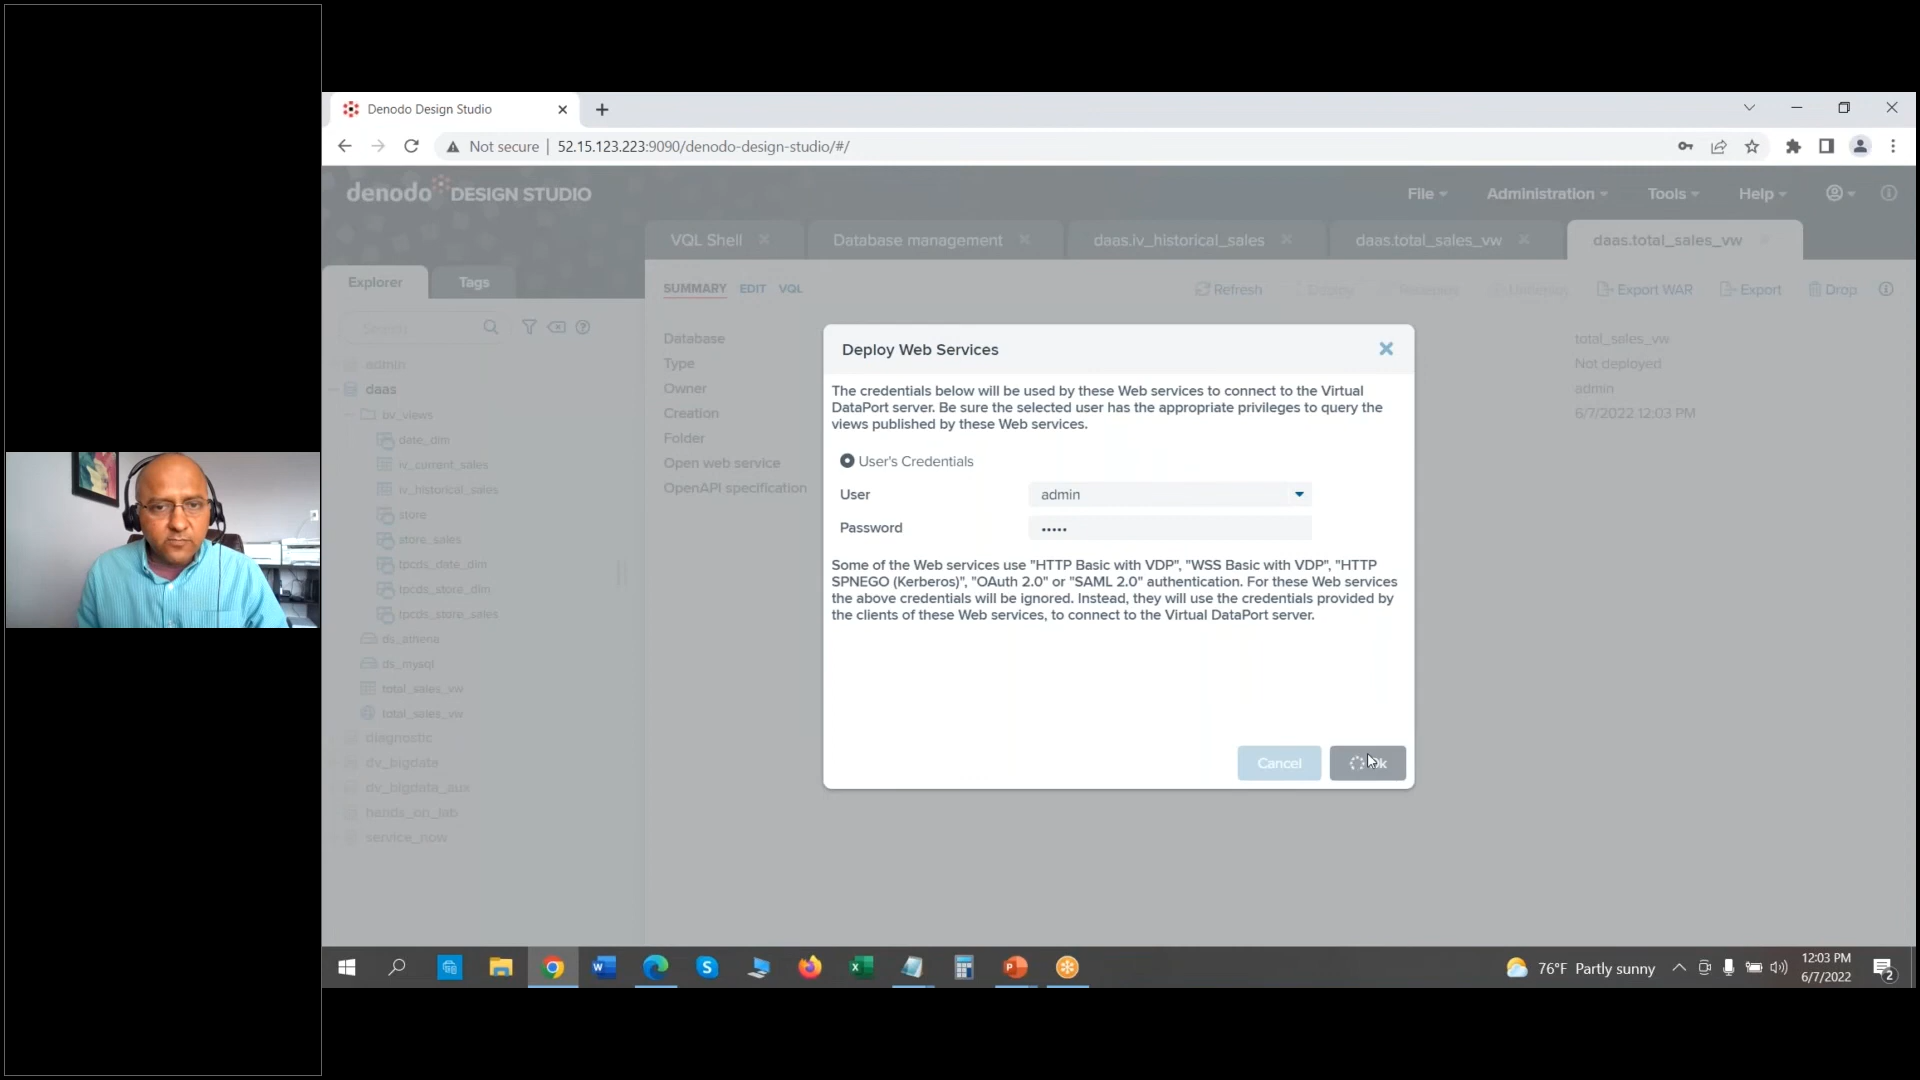 Denodo Design Studio
Not secure | 52.15.123.223:9090/denodo-design-studio/#/
denodo DESIGN STUDIO
File
Administration
Tools
Help
VQL Shell
Database management
daas.iv_historical_sales
daas.total_sales_vw
daas.total_sales_vw
Explorer
Tags
SUMMARY
EDIT
VQL
Refresh
Deploy
Redeploy
Undeploy
Export WAR
Export
Drop
Search
admin
daas
bv_views
date_dim
iv_current_sales
iv_historical_sales
store
store_sales
tpcds_date_dim
tpcds_store_dim
tpcds_store_sales
ds_athena
ds_mysql
total_sales_vw
total_sales_vw
diagnostic
dv_bigdata
dv_bigdata_aux
hands_on_lab
service_now
Database
Type
Owner
Creation
Folder
Open web service
OpenAPI specification
total_sales_vw
Not deployed
admin
6/7/2022 12:03 PM
Deploy Web Services
The credentials below will be used by these Web services to connect to the Virtual
DataPort server. Be sure the selected user has the appropriate privileges to query the
views published by these Web services.
User's Credentials
User
admin
Password
•••••
Some of the Web services use "HTTP Basic with VDP", "WSS Basic with VDP", "HTTP
SPNEGO (Kerberos)", "OAuth 2.0" or "SAML 2.0" authentication. For these Web services
the above credentials will be ignored. Instead, they will use the credentials provided by
the clients of these Web services, to connect to the Virtual DataPort server.
Cancel
Ok
76°F Partly sunny
12:03 PM
6/7/2022
2